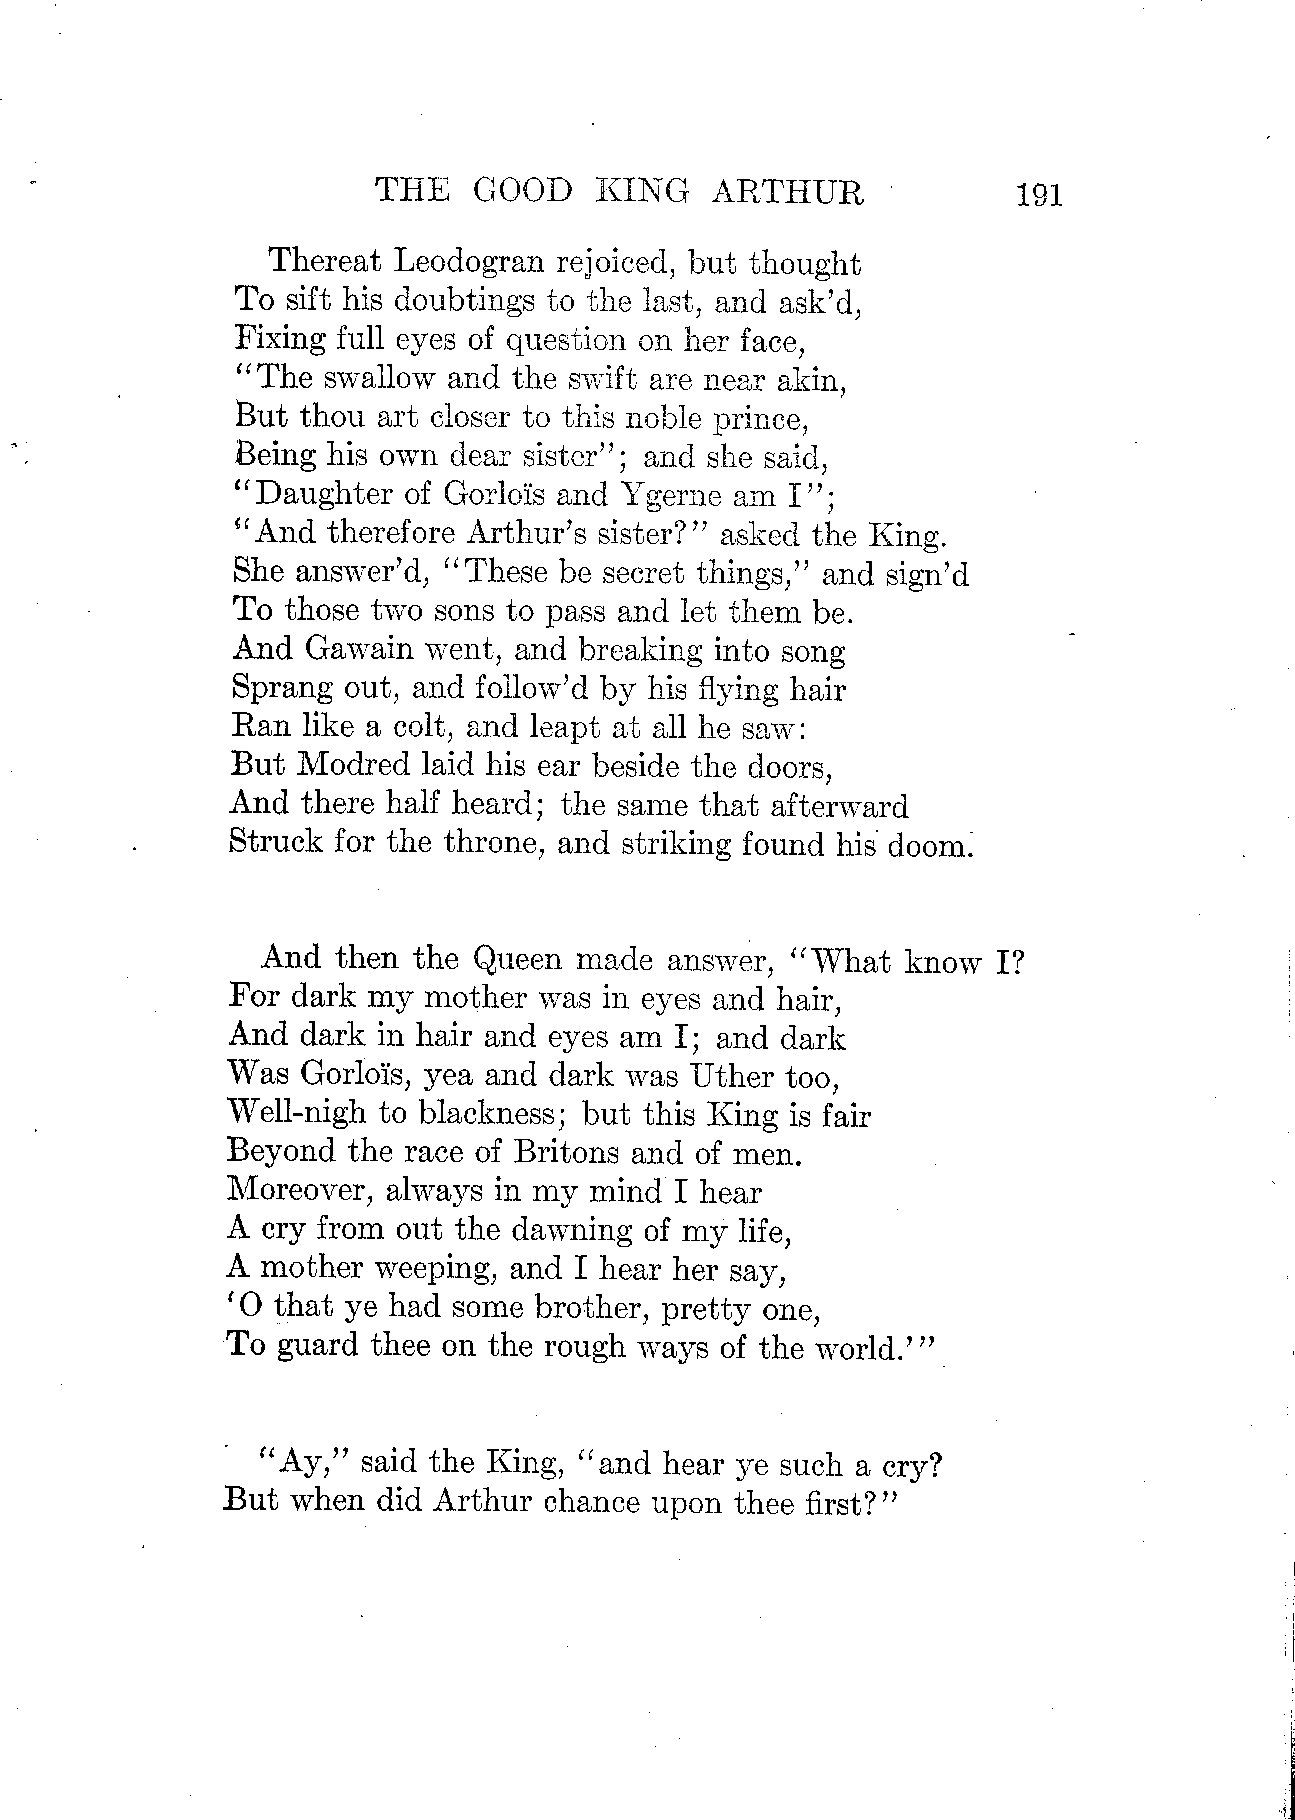 THE GOOD KING ARTHUR 191
Thereat Leodogran rejoiced, but thought
To sift his doubtings to the last, and ask'd,
Fixing full eyes of question on her face,
"The swallow and the swift are near akin,
But thou art closer to this noble prince,
Being his own dear sister"; and she said,
"Daughter of Gorloïs and Ygerne am I";
"And therefore Arthur's sister?" asked the King.
She answer'd, "These be secret things," and sign'd
To those two sons to pass and let them be.
And Gawain went, and breaking into song
Sprang out, and follow'd by his flying hair
Ran like a colt, and leapt at all he saw:
But Modred laid his ear beside the doors,
And there half heard; the same that afterward
Struck for the throne, and striking found his doom.
And then the Queen made answer, "What know I?
For dark my mother was in eyes and hair,
And dark in hair and eyes am I; and dark
Was Gorloïs, yea and dark was Uther too,
Well-nigh to blackness; but this King is fair
Beyond the race of Britons and of men.
Moreover, always in my mind I hear
A cry from out the dawning of my life,
A mother weeping, and I hear her say,
'O that ye had some brother, pretty one,
To guard thee on the rough ways of the world.'"
"Ay," said the King, "and hear ye such a cry?
But when did Arthur chance upon thee first?"